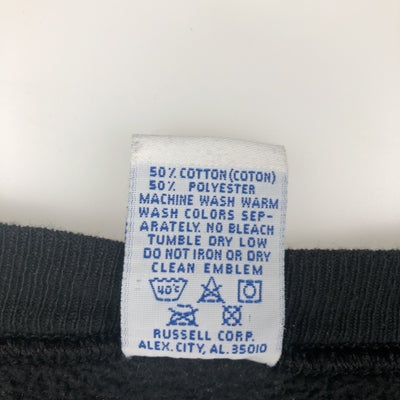 50% COTTON (COTON)
50% POLYESTER
MACHINE WASH WARM
WASH COLORS SEP-
ARATELY. NO BLEACH
TUMBLE DRY LOW
DO NOT IRON OR DRY
CLEAN EMBLEM
40°C
RUSSELL CORP.
ALEX. CITY, AL. 35010